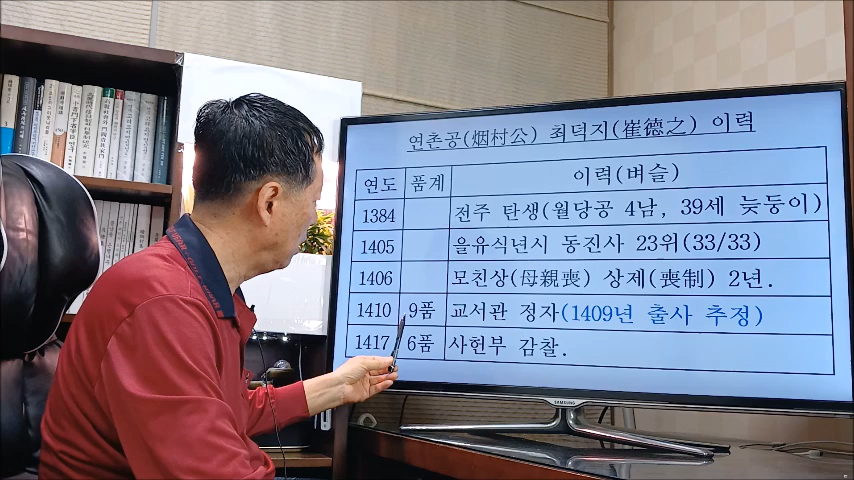 연촌공(烟村公) 최덕지(崔德之) 이력
연도 품계 이력(벼슬)
1384 전주 탄생(월당공 4남, 39세 늦둥이)
1405 을유식년시 동진사 23위(33/33)
1406 모친상(母親喪) 상제(喪制) 2년.
1410 9품 교서관 정자(1409년 출사 추정)
1417 6품 사헌부 감찰.
SAMSUNG